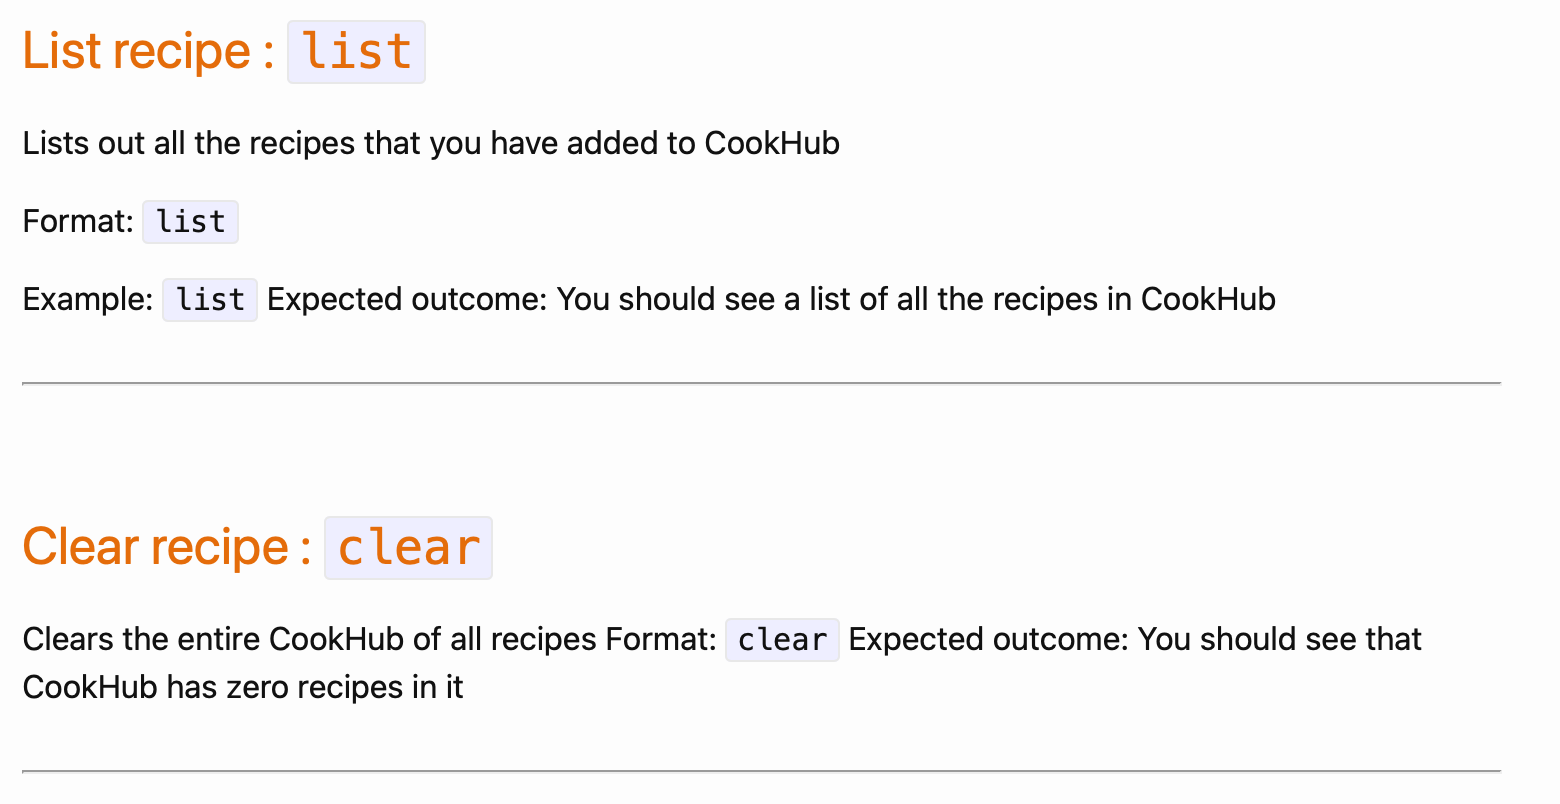 List recipe : list
Lists out all the recipes that you have added to CookHub
Format: list
Example: list Expected outcome: You should see a list of all the recipes in CookHub
Clear recipe : clear
Clears the entire CookHub of all recipes Format: clear Expected outcome: You should see that
CookHub has zero recipes in it